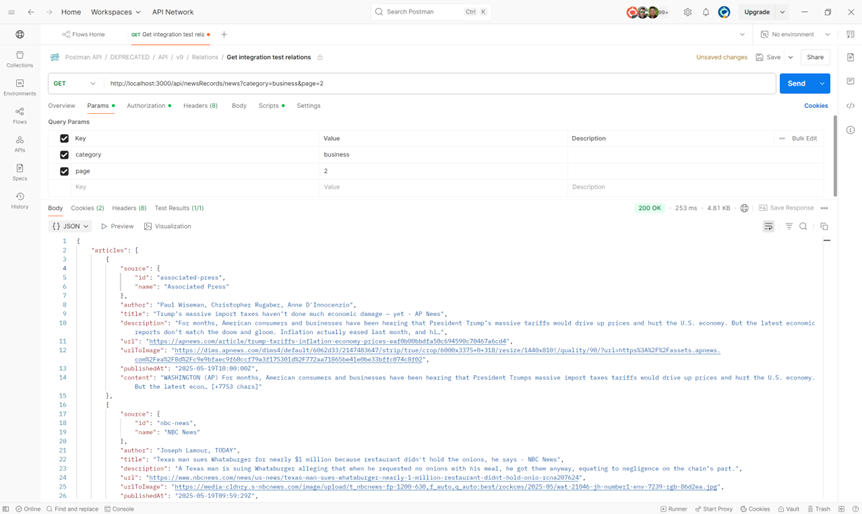 Home Workspaces API Network Search Postman Ctrl K 99+ Upgrade
Flows Home GET Get integration test rela No environment
Postman API / DEPRECATED / API / v9 / Relations / Get integration test relations Unsaved changes Save Share
GET http://localhost:3000/api/newsRecords/news?category=business&page=2 Send
Overview Params Authorization Headers (8) Body Scripts Settings Cookies
Query Params
Key Value Description Bulk Edit
category business
page 2
Key Value Description
Collections
Environments
Flows
APIs
Specs
History
Body Cookies (2) Headers (8) Test Results (1/1) 200 OK 253 ms 4.81 KB Save Response
{} JSON Preview Visualization
1 {
2 "articles": [
3 {
4 "source": {
5 "id": "associated-press",
6 "name": "Associated Press"
7 },
8 "author": "Paul Wiseman, Christopher Rugaber, Anne D'Innocenzio",
9 "title": "Trump's massive import taxes haven't done much economic damage — yet - AP News",
10 "description": "For months, American consumers and businesses have been hearing that President Trump's massive tariffs would drive up prices and hurt the U.S. economy. But the latest economic
reports don't match the doom and gloom. Inflation actually eased last month, and hi…",
11 "url": "https://apnews.com/article/trump-tariffs-inflation-economy-prices-eaf0b00bbdfa50c694590c70467a6cd4",
12 "urlToImage": "https://dims.apnews.com/dims4/default/6062d33/2147483647/strip/true/crop/6000x3375+0+318/resize/1440x810!/quality/90/?url=https%3A%2F%2Fassets.apnews.
13 "publishedAt": "2025-05-19T10:00:00Z",
14 "content": "WASHINGTON (AP) For months, American consumers and businesses have been hearing that President Trumps massive import taxes tariffs would drive up prices and hurt the U.S. economy.
But the latest econ… [+7753 chars]"
15 },
16 {
17 "source": {
18 "id": "nbc-news",
19 "name": "NBC News"
20 },
21 "author": "Joseph Lamour, TODAY",
22 "title": "Texas man sues Whataburger for nearly $1 million because restaurant didn't hold the onions, he says - NBC News",
23 "description": "A Texas man is suing Whataburger alleging that when he requested no onions with his meal, he got them anyway, equating to negligence on the chain's part.",
24 "url": "https://www.nbcnews.com/news/us-news/texas-man-sues-whataburger-nearly-1-million-restaurant-didnt-hold-onio-rcna207624",
25 "urlToImage": "https://media-cldnry.s-nbcnews.com/image/upload/t_nbcnews-fp-1200-630,f_auto,q_auto:best/rockcms/2025-05/wat-21046-jh-number1-env-7239-rgb-86d2ea.jpg",
26 "publishedAt": "2025-05-19T09:59:29Z",
Online Find and replace Console Runner Start Proxy Cookies Vault Trash